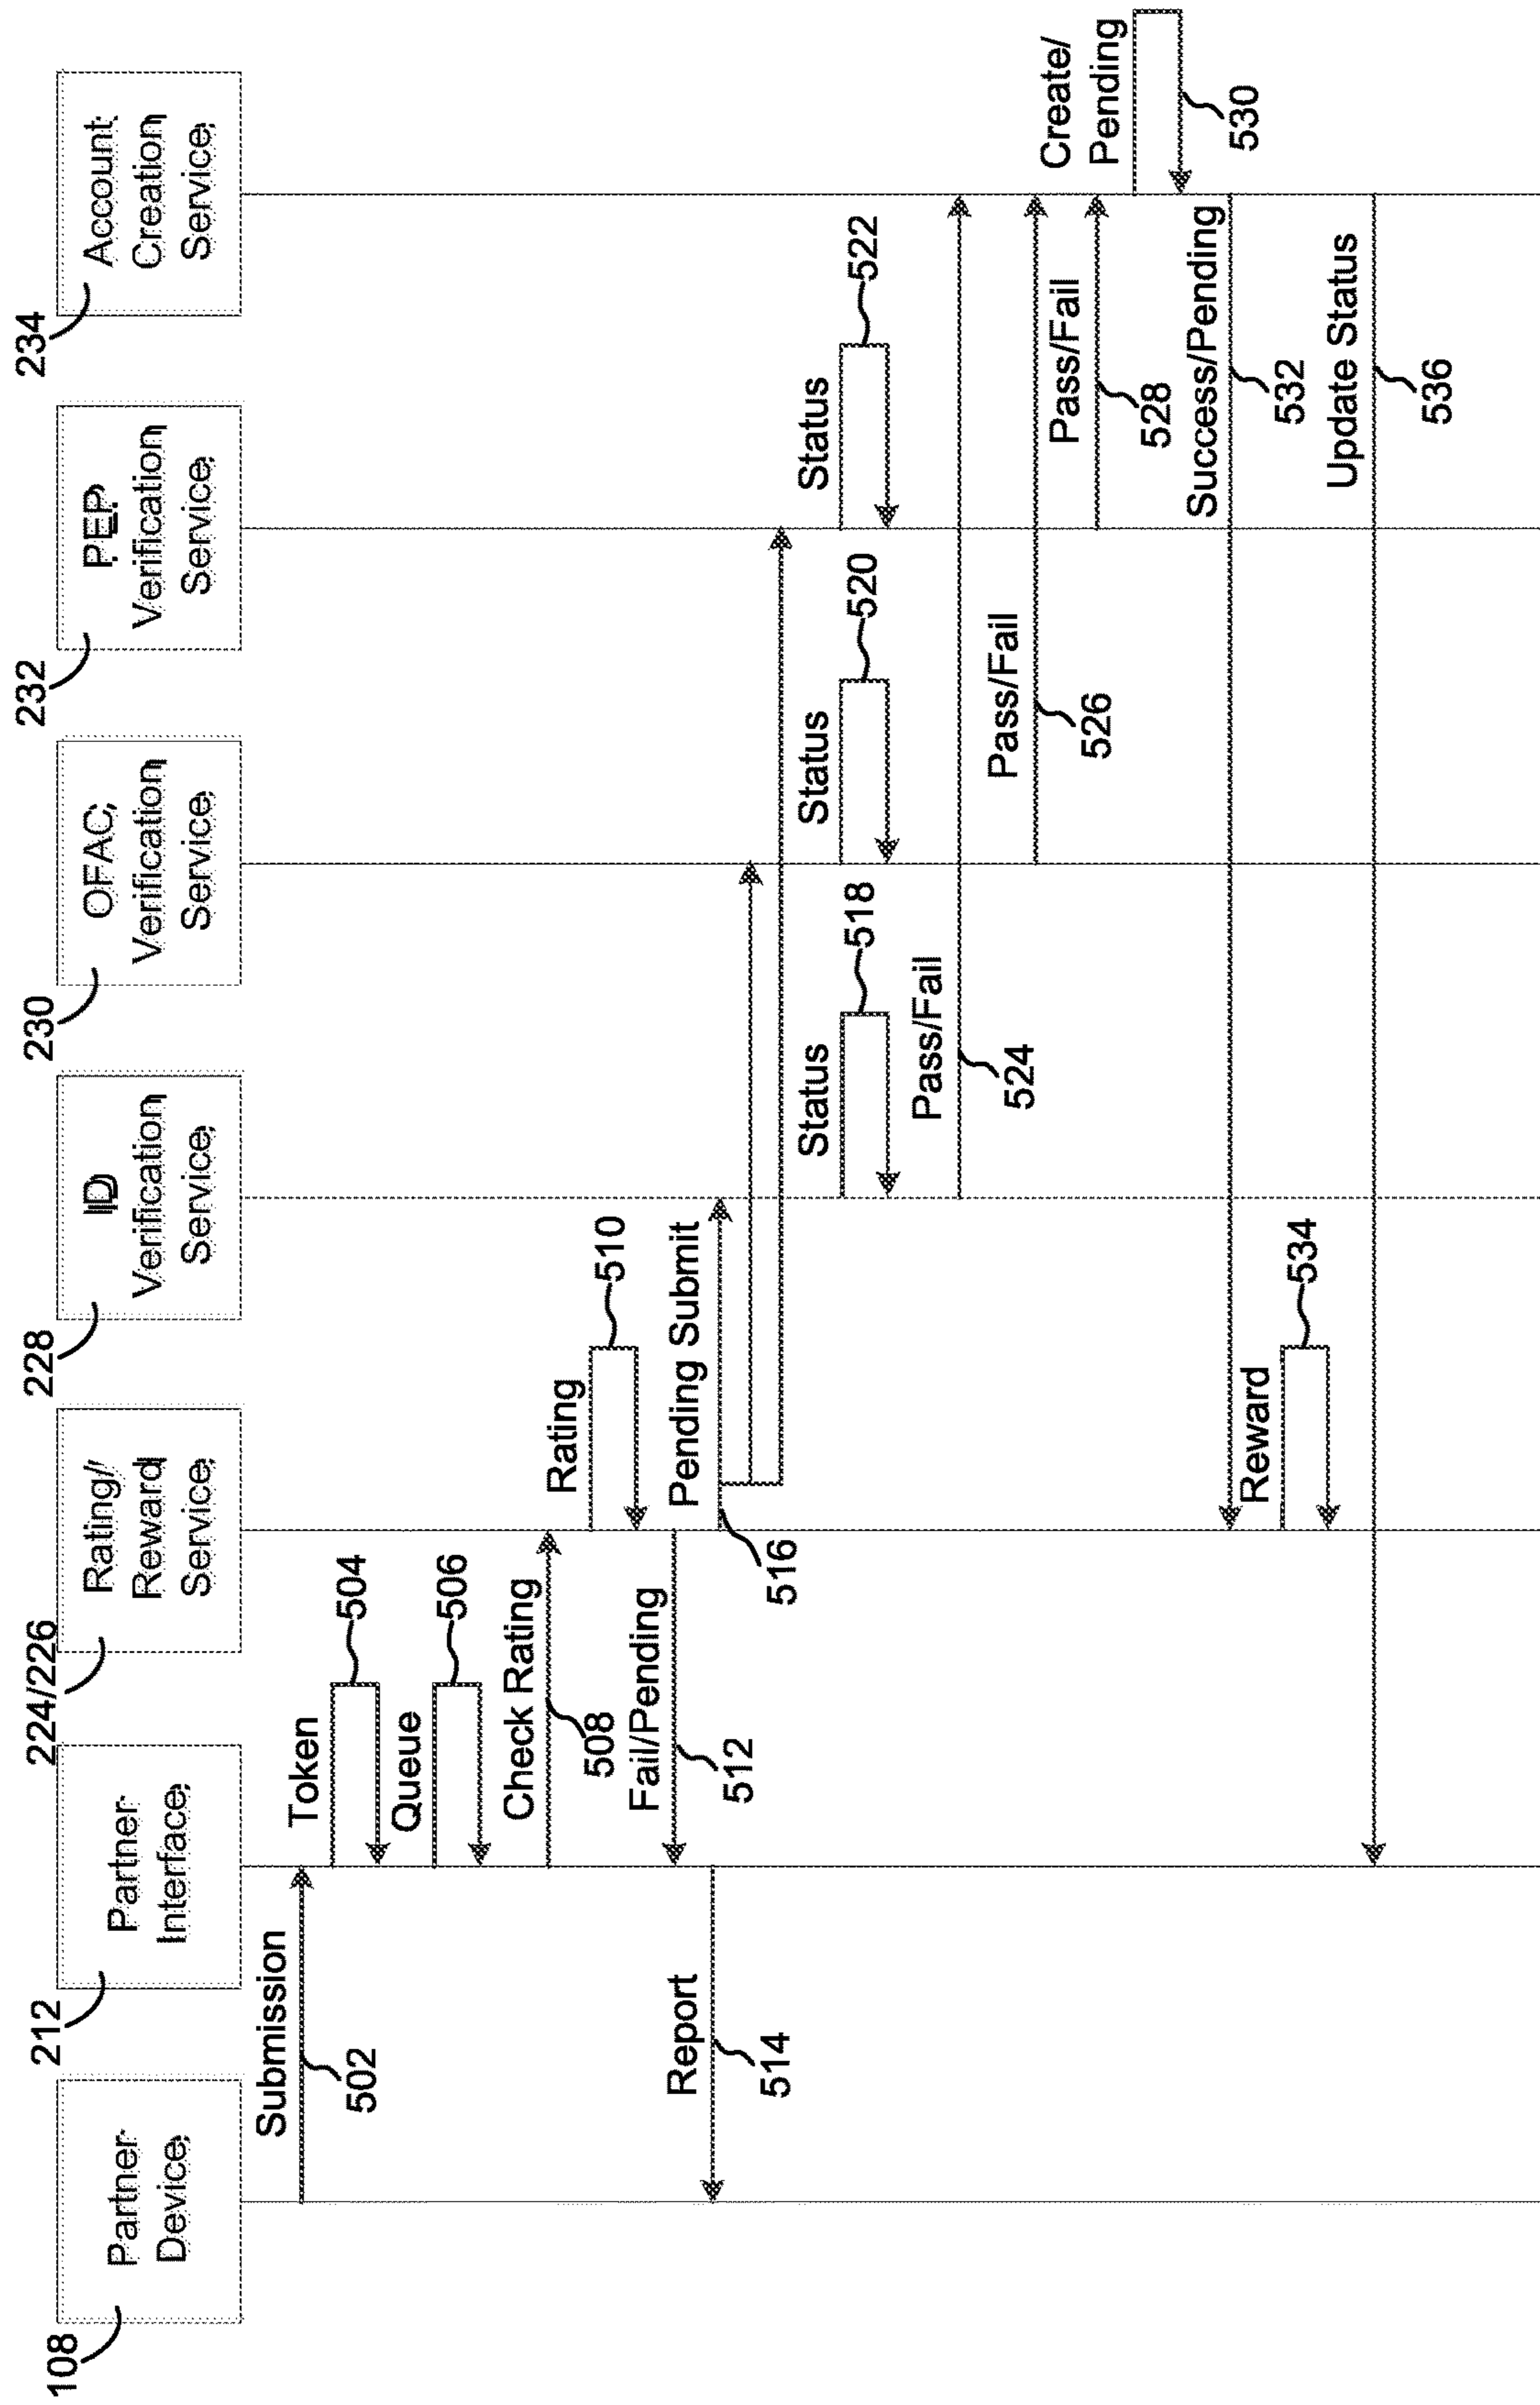 108
Partner
Device
212
Partner
Interface
224/226
Rating/
Reward
Service
228
ID
Verification
Service
230
OFAC
Verification
Service
232
PEP
Verification
Service
234
Account
Creation
Service
Submission
502
Token
504
Queue
506
Check Rating
508
Rating
510
Fail/Pending
512
Report
514
Pending Submit
516
Status
518
Status
520
Status
522
Pass/Fail
524
Pass/Fail
526
Pass/Fail
528
Create/
Pending
530
Success/Pending
532
Reward
534
Update Status
536